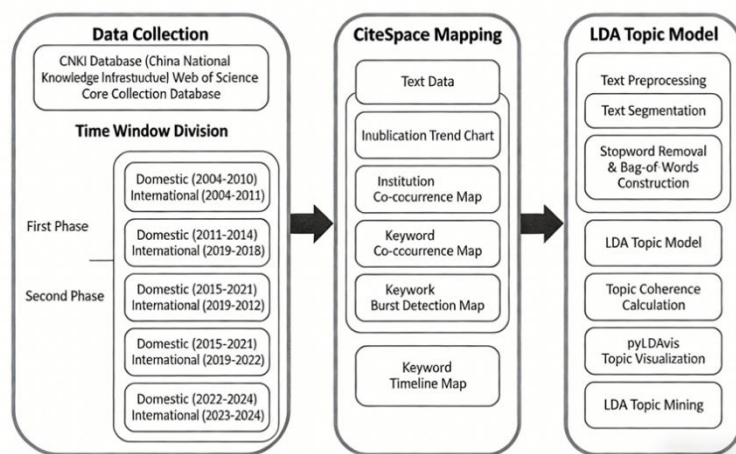 Data Collection
CNKI Database (China National
Knowledge Infrastuctue) Web of Science
Core Collection Database
Time Window Division
First Phase
Second Phase
Domestic (2004-2010)
International (2004-2011)
Domestic (2011-2014)
International (2019-2018)
Domestic (2015-2021)
International (2019-2012)
Domestic (2015-2021)
International (2019-2022)
Domestic (2022-2024)
International (2023-2024)
CiteSpace Mapping
Text Data
Inublication Trend Chart
Institution
Co-cocurrence Map
Keyword
Co-occurrence Map
Keywork
Burst Detection Map
Keyword
Timeline Map
LDA Topic Model
Text Preprocessing
Text Segmentation
Stopword Removal
& Bag-of-Words
Construction
LDA Topic Model
Topic Coherence
Calculation
pyLDAvis
Topic Visualization
LDA Topic Mining